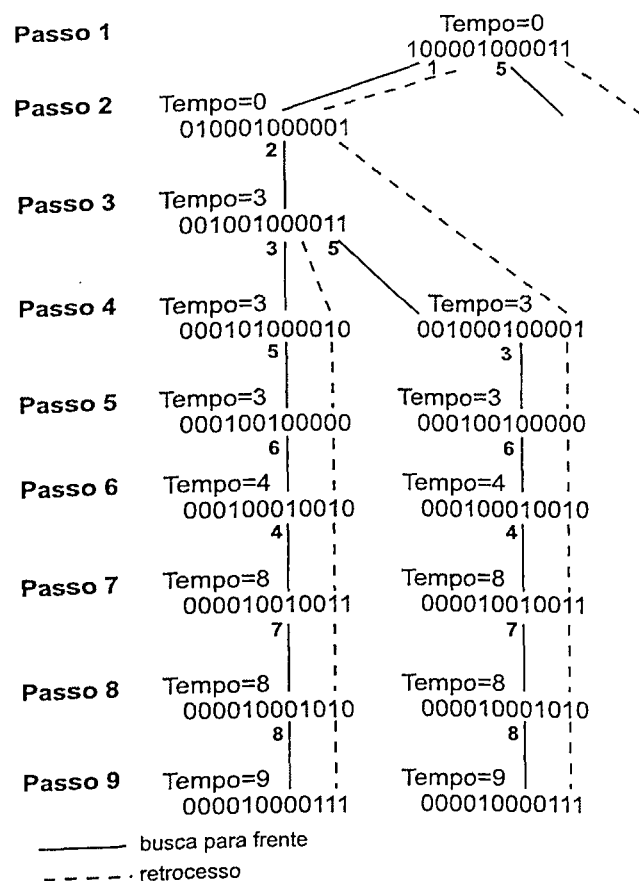 Passo 1
Tempo=0
100001000011
1 5
Passo 2
Tempo=0
010001000001
2
Passo 3
Tempo=3
001001000011
3 5
Passo 4
Tempo=3 Tempo=3
000101000010 001000100001
5 3
Passo 5
Tempo=3 Tempo=3
000100100000 000100100000
6 6
Passo 6
Tempo=4 Tempo=4
000100010010 000100010010
4 4
Passo 7
Tempo=8 Tempo=8
000010010011 000010010011
7 7
Passo 8
Tempo=8 Tempo=8
000010001010 000010001010
8 8
Passo 9
Tempo=9 Tempo=9
000010000111 000010000111
busca para frente
retrocesso